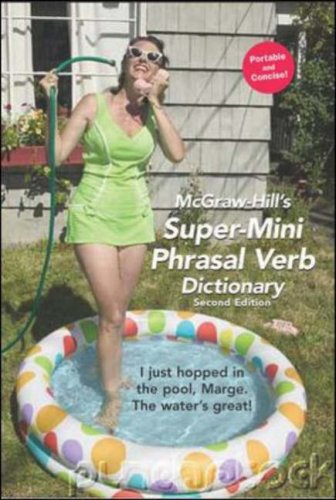 Portable
and
Concise!
McGraw-Hill's
Super-Mini
Phrasal Verb
Dictionary
Second Edition
I just hopped in
the pool, Marge.
The water's great!